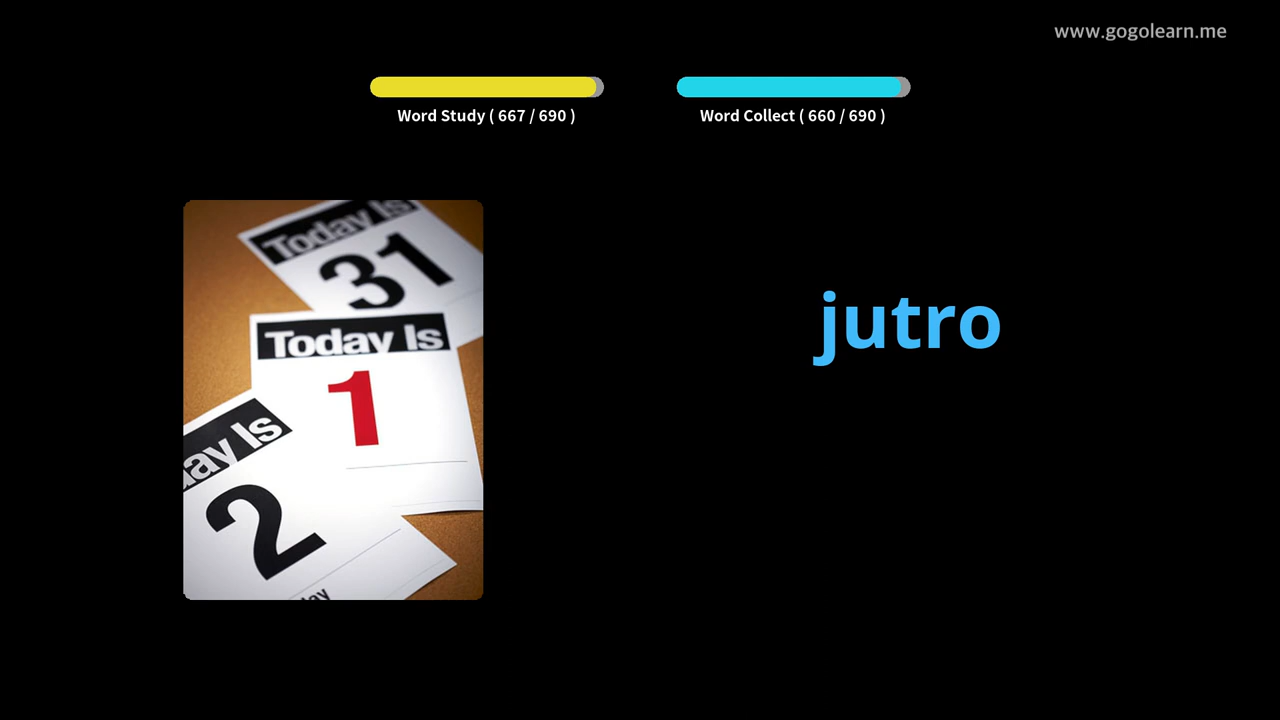 www.gogolearn.me
Word Study ( 667 / 690 )
Word Collect ( 660 / 690 )
Today Is
31
Today Is
1
jutro
ay Is
2
ay